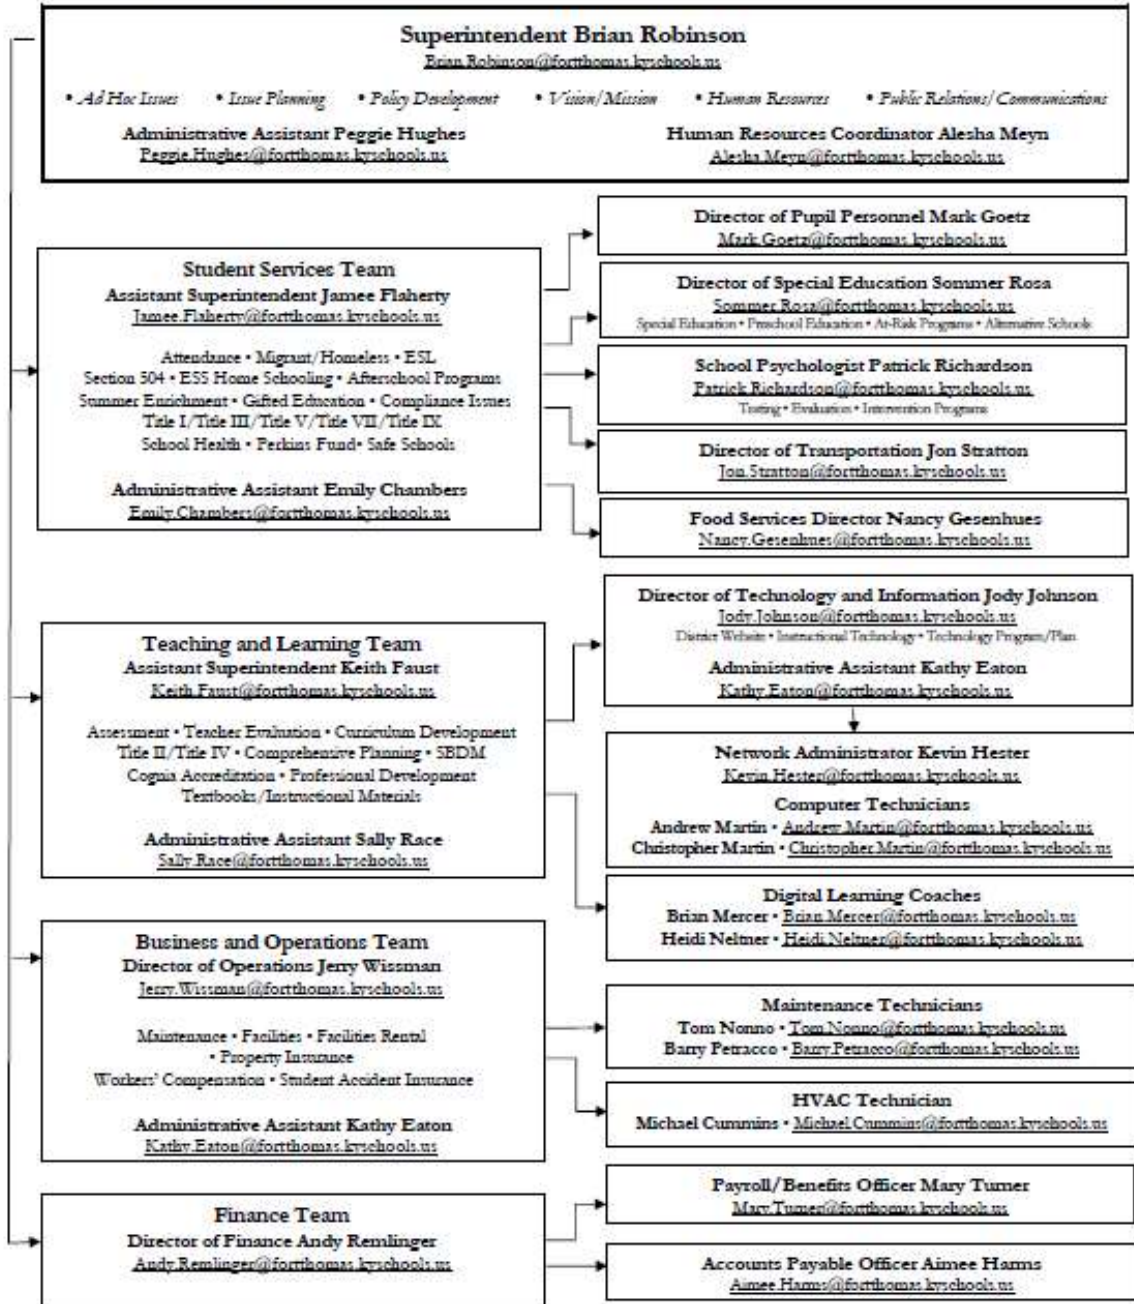 Superintendent Brian Robinson
Brian.Robinson@fortthomas.kyschools.us
• Ad Hoc Issues • Issue Planning • Policy Development • Vision/Mission • Human Resources • Public Relations/Communications
Administrative Assistant Peggie Hughes
Peggie.Hughes@fortthomas.kyschools.us
Human Resources Coordinator Alesha Meyn
Alesha.Meyn@fortthomas.kyschools.us
Student Services Team
Assistant Superintendent Jamee Flaherty
Jamee.Flaherty@fortthomas.kyschools.us
Attendance • Migrant/Homeless • ESL
Section 504 • ESS Home Schooling • Afterschool Programs
Summer Enrichment • Gifted Education • Compliance Issues
Title I/Title III/Title V/Title VII/Title IX
School Health • Perkins Fund• Safe Schools
Administrative Assistant Emily Chambers
Emily.Chambers@fortthomas.kyschools.us
Director of Pupil Personnel Mark Goetz
Mark.Goetz@fortthomas.kyschools.us
Director of Special Education Sommer Rosa
Sommer.Rosa@fortthomas.kyschools.us
Special Education • Preschool Education • At-Risk Programs • Alternative Schools
School Psychologist Patrick Richardson
Patrick.Richardson@fortthomas.kyschools.us
Testing • Evaluation • Intervention Programs
Director of Transportation Jon Stratton
Jon.Stratton@fortthomas.kyschools.us
Food Services Director Nancy Gesenhues
Nancy.Gesenhues@fortthomas.kyschools.us
Teaching and Learning Team
Assistant Superintendent Keith Faust
Keith.Faust@fortthomas.kyschools.us
Assessment • Teacher Evaluation • Curriculum Development
Title II/Title IV • Comprehensive Planning • SBDM
Cognia Accreditation • Professional Development
Textbooks/Instructional Materials
Administrative Assistant Sally Race
Sally.Race@fortthomas.kyschools.us
Director of Technology and Information Jody Johnson
Jody.Johnson@fortthomas.kyschools.us
District Website • Instructional Technology • Technology Program/Plan
Administrative Assistant Kathy Eaton
Kathy.Eaton@fortthomas.kyschools.us
Network Administrator Kevin Hester
Kevin.Hester@fortthomas.kyschools.us
Computer Technicians
Andrew Martin • Andrew.Martin@fortthomas.kyschools.us
Christopher Martin • Christopher.Martin@fortthomas.kyschools.us
Digital Learning Coaches
Brian Mercer • Brian.Mercer@fortthomas.kyschools.us
Heidi Neltner • Heidi.Neltner@fortthomas.kyschools.us
Business and Operations Team
Director of Operations Jerry Wissman
Jerry.Wissman@fortthomas.kyschools.us
Maintenance • Facilities • Facilities Rental
• Property Insurance
Workers' Compensation • Student Accident Insurance
Administrative Assistant Kathy Eaton
Kathy.Eaton@fortthomas.kyschools.us
Maintenance Technicians
Tom Nonno • Tom.Nonno@fortthomas.kyschools.us
Barry Petracco • Barry.Petracco@fortthomas.kyschools.us
HVAC Technician
Michael Cummins • Michael.Cummins@fortthomas.kyschools.us
Finance Team
Director of Finance Andy Remlinger
Andy.Remlinger@fortthomas.kyschools.us
Payroll/Benefits Officer Mary Turner
Mary.Turner@fortthomas.kyschools.us
Accounts Payable Officer Aimee Harms
Aimee.Harms@fortthomas.kyschools.us